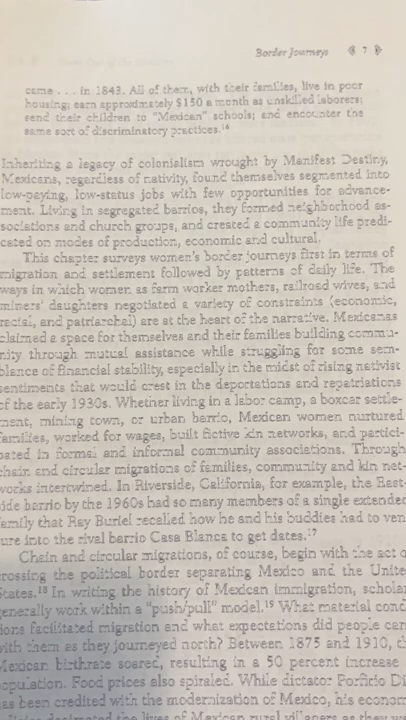 Border Journeys 7
came . . . in 1843. All of them, with their families, live in poor
housing; earn approximately $150 a month as unskilled laborers;
send their children to "Mexican" schools; and encounter the
same sort of discriminatory practices.16
Inheriting a legacy of colonialism wrought by Manifest Destiny,
Mexicans, regardless of nativity, found themselves segmented into
low-paying, low-status jobs with few opportunities for advance-
ment. Living in segregated barrios, they formed neighborhood as-
sociations and church groups, and created a community life predi-
cated on modes of production, economic and cultural.
This chapter surveys women's border journeys first in terms of
migration and settlement followed by patterns of daily life. The
ways in which women as farm worker mothers, railroad wives, and
miners' daughters negotiated a variety of constraints (economic,
racial, and patriarchal) are at the heart of the narrative. Mexicanas
claimed a space for themselves and their families building commu-
nity through mutual assistance while struggling for some sem-
blance of financial stability, especially in the midst of rising nativist
sentiments that would crest in the deportations and repatriations
of the early 1930s. Whether living in a labor camp, a boxcar settle-
ment, mining town, or urban barrio, Mexican women nurtured
families, worked for wages, built fictive kin networks, and partici-
pated in formal and informal community associations. Through
chain and circular migrations of families, community and kin net-
works intertwined. In Riverside, California, for example, the East-
ide barrio by the 1960s had so many members of a single extended
family that Ray Buriel recalled how he and his buddies had to ven
ure into the rival barrio Casa Blanca to get dates.17
Chain and circular migrations, of course, begin with the act o
crossing the political border separating Mexico and the Unite
States.18 In writing the history of Mexican immigration, scholar
generally work within a "push/pull" model.19 What material cond
ions facilitated migration and what expectations did people carr
with them as they journeyed north? Between 1875 and 1910, th
Mexican birthrate soared, resulting in a 50 percent increase
opulation. Food prices also spiraled. While dictator Porfirio Dí
as been credited with the modernization of Mexico, his econom
the lives of Mexican rural villagers